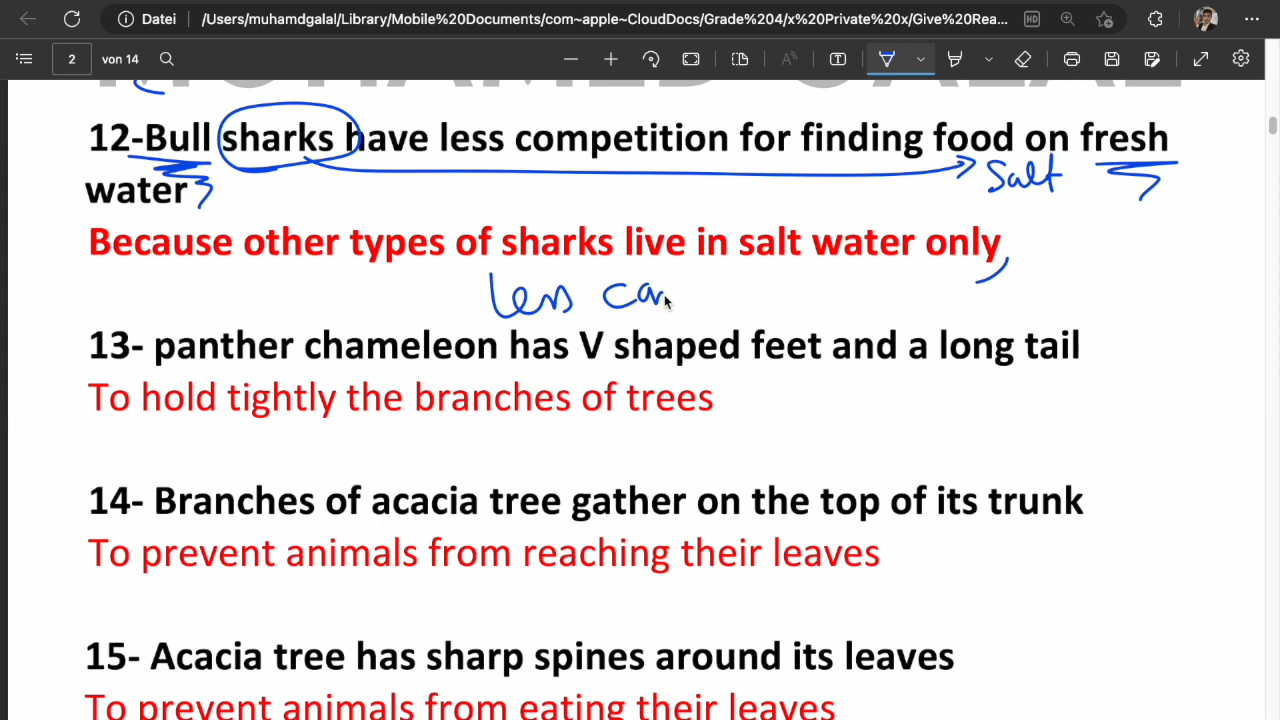 Datei
/Users/muhamdgalal/Library/Mobile%20Documents/com~apple~CloudDocs/Grade%204/x%20Private%20x/Give%20Rea...
HD
2 von 14
12-Bull sharks have less competition for finding food on fresh
salt
water
Because other types of sharks live in salt water only,
less
13- panther chameleon has V shaped feet and a long tail
To hold tightly the branches of trees
14- Branches of acacia tree gather on the top of its trunk
To prevent animals from reaching their leaves
15- Acacia tree has sharp spines around its leaves
To prevent animals from eating their leaves